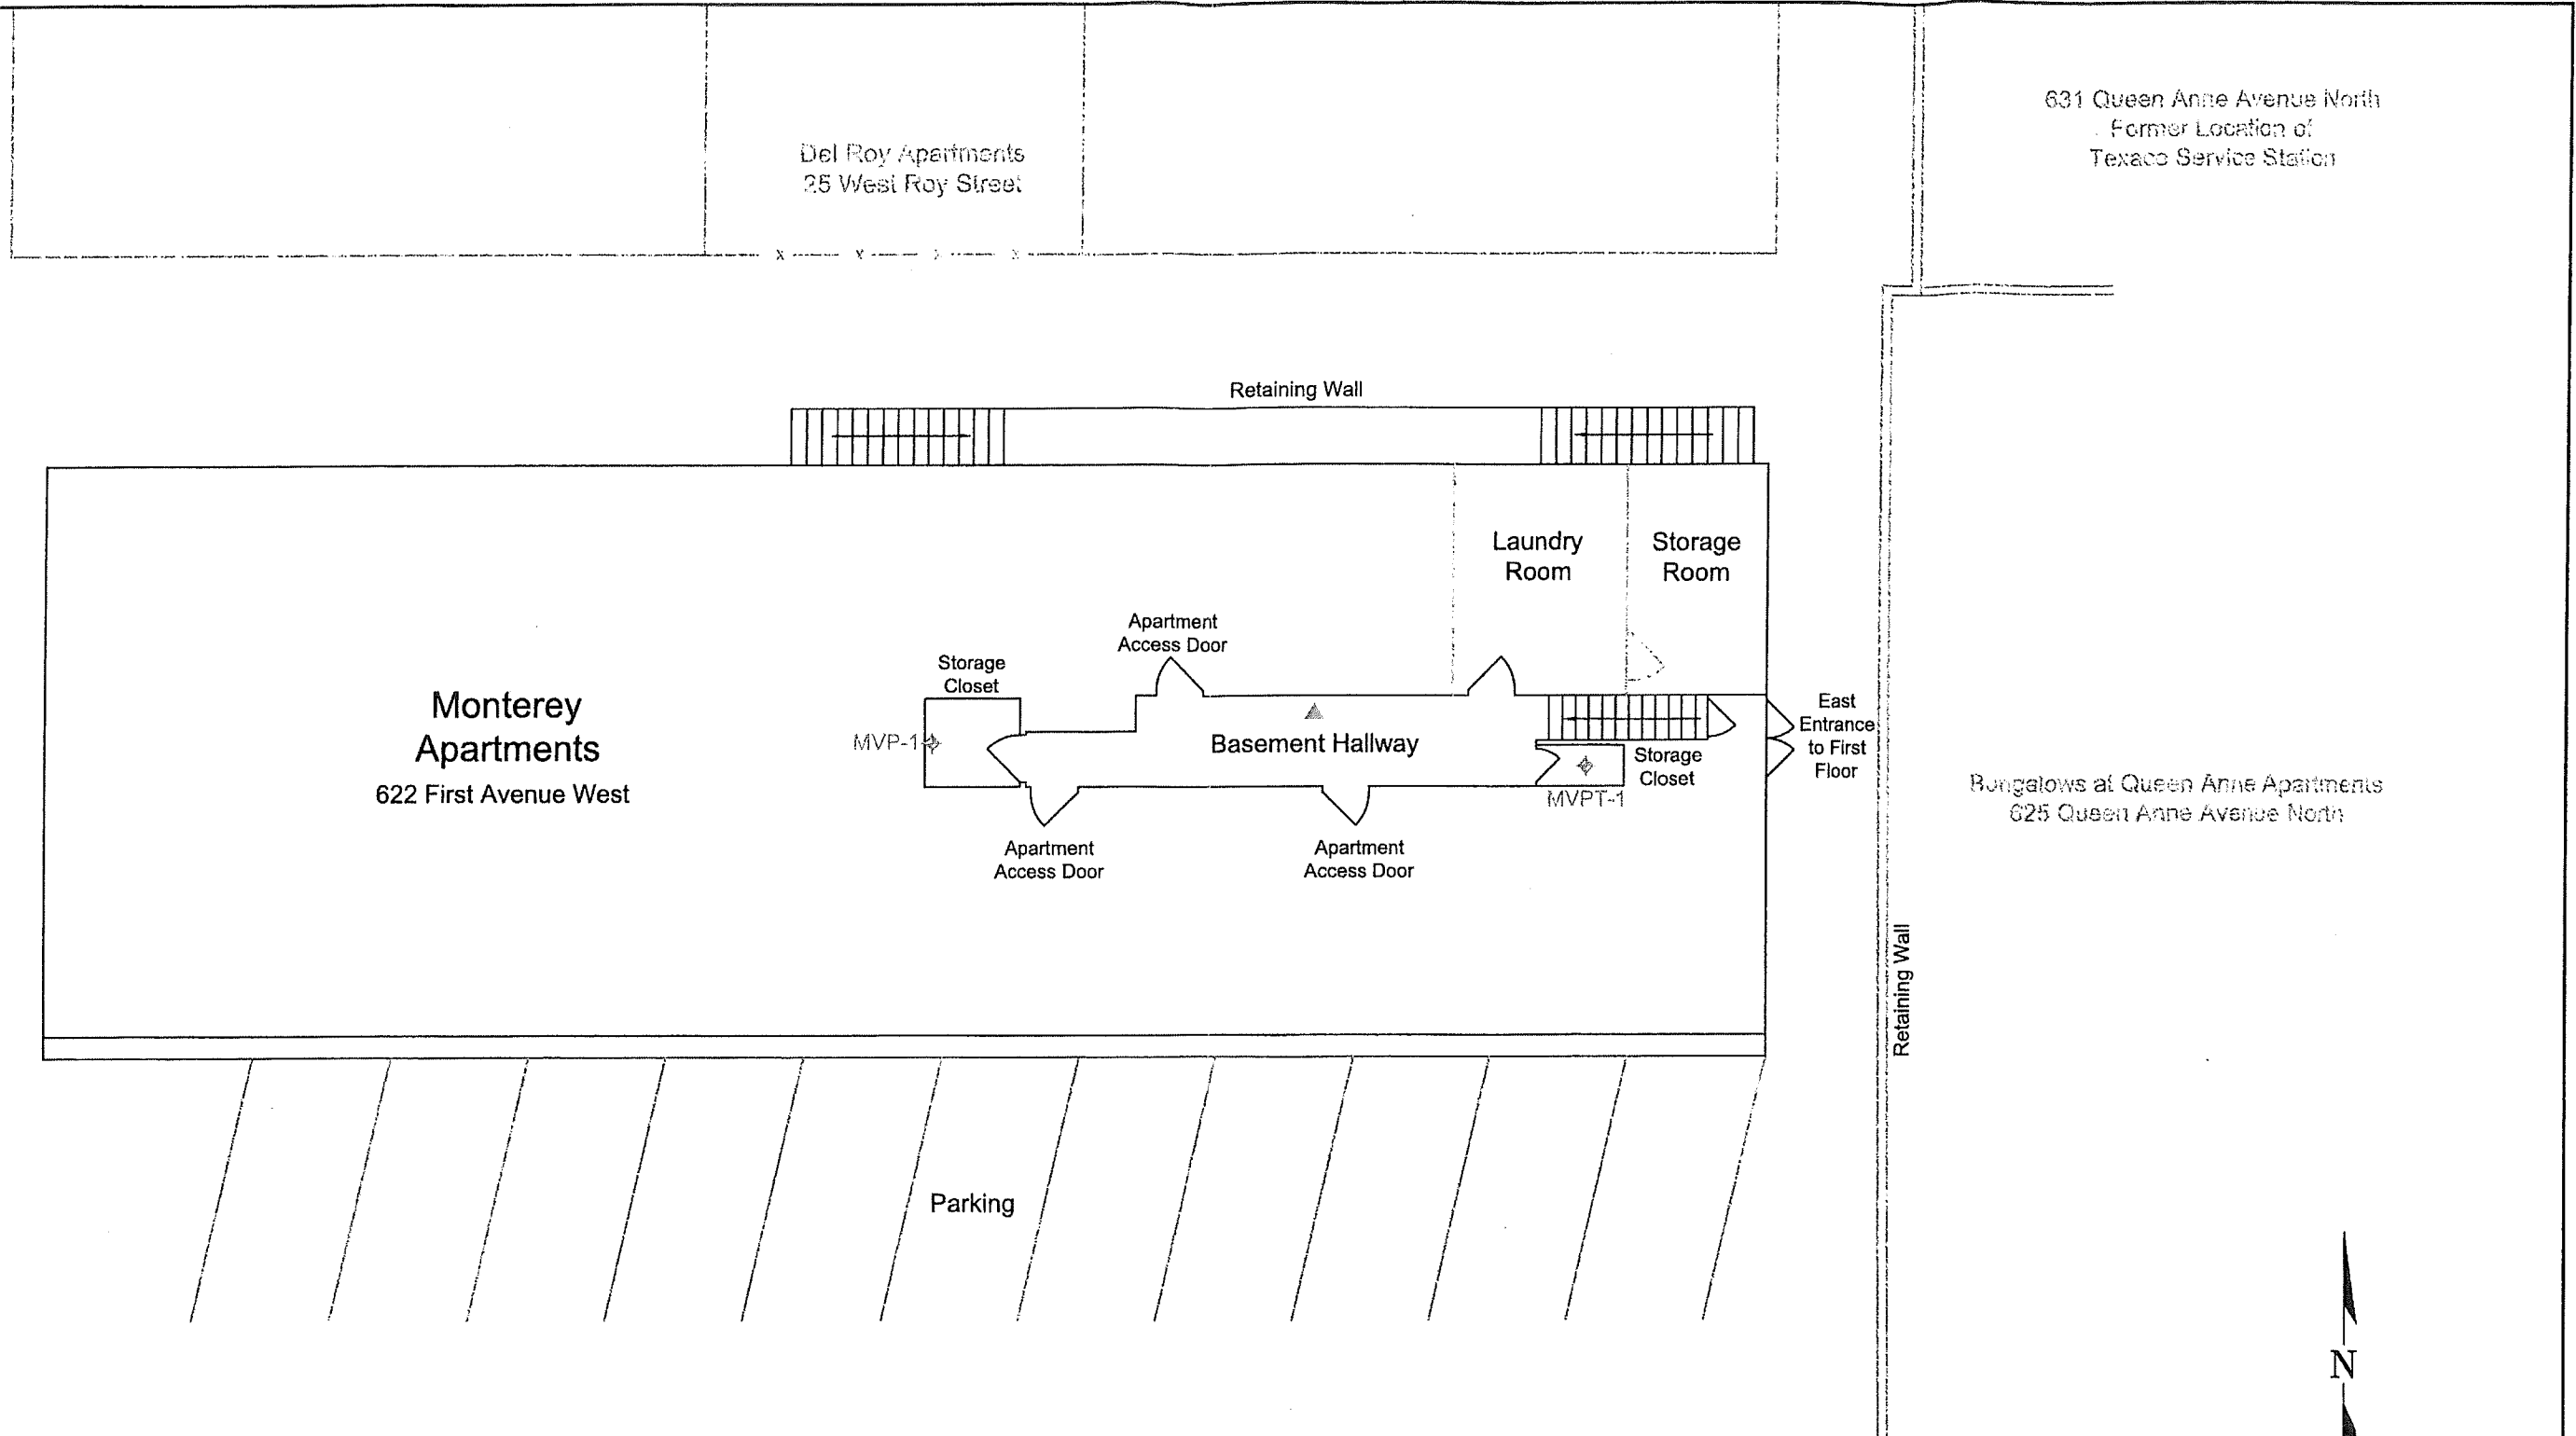 631 Queen Anne Avenue North
Former Location of
Texaco Service Station
Del Roy Apartments
25 West Roy Street
x x x x
Retaining Wall
Laundry
Room
Storage
Room
Apartment
Access Door
Storage
Closet
Monterey
Apartments
622 First Avenue West
MVP-1
Basement Hallway
East
Entrance
to First
Floor
Storage
Closet
MVPT-1
Bungalows at Queen Anne Apartments
625 Queen Anne Avenue North
Apartment
Access Door
Apartment
Access Door
Retaining Wall
Parking
N